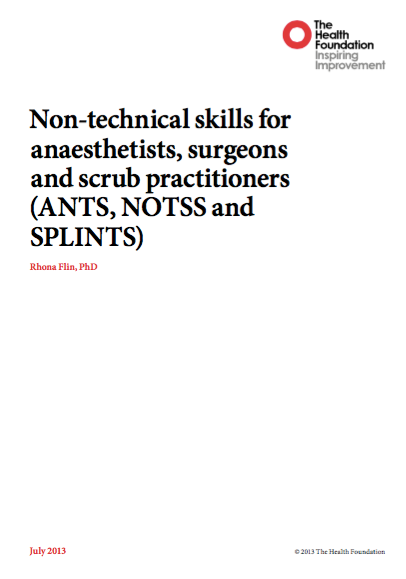 The
Health
Foundation
Inspiring
Improvement
Non-technical skills for
anaesthetists, surgeons
and scrub practitioners
(ANTS, NOTSS and
SPLINTS)
Rhona Flin, PhD
July 2013
© 2013 The Health Foundation